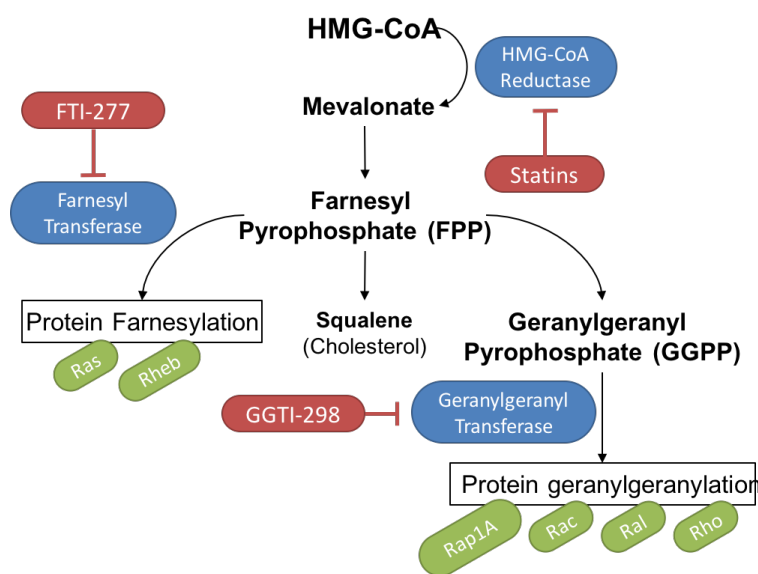 HMG-CoA
HMG-CoA
Reductase
FTI-277
Mevalonate
Statins
Farnesyl
Transferase
Farnesyl
Pyrophosphate (FPP)
Protein Farnesylation
Ras
Rheb
Squalene
(Cholesterol)
Geranylgeranyl
Pyrophosphate (GGPP)
GGTI-298
Geranylgeranyl
Transferase
Protein geranylgeranylation
Rap1A
Rac
Ral
Rho